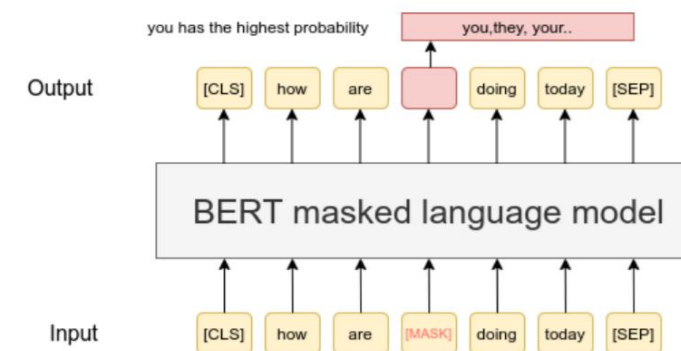 you has the highest probability you,they, your..
Output [CLS] how are doing today [SEP]
BERT masked language model
Input [CLS] how are [MASK] doing today [SEP]